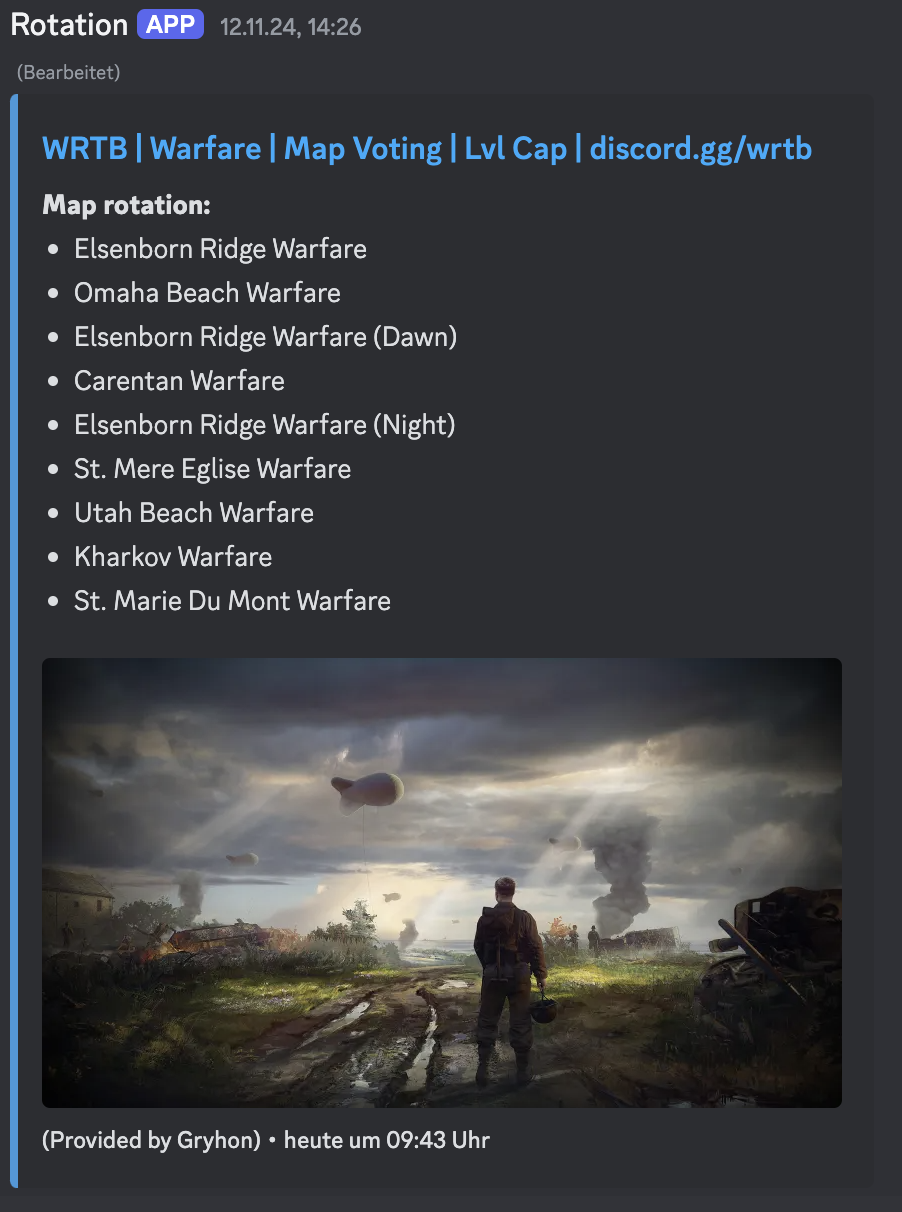 Rotation APP 12.11.24, 14:26
(Bearbeitet)
WRTB | Warfare | Map Voting | Lvl Cap | discord.gg/wrtb
Map rotation:
• Elsenborn Ridge Warfare
• Omaha Beach Warfare
• Elsenborn Ridge Warfare (Dawn)
• Carentan Warfare
• Elsenborn Ridge Warfare (Night)
• St. Mere Eglise Warfare
• Utah Beach Warfare
• Kharkov Warfare
• St. Marie Du Mont Warfare
(Provided by Gryhon) • heute um 09:43 Uhr